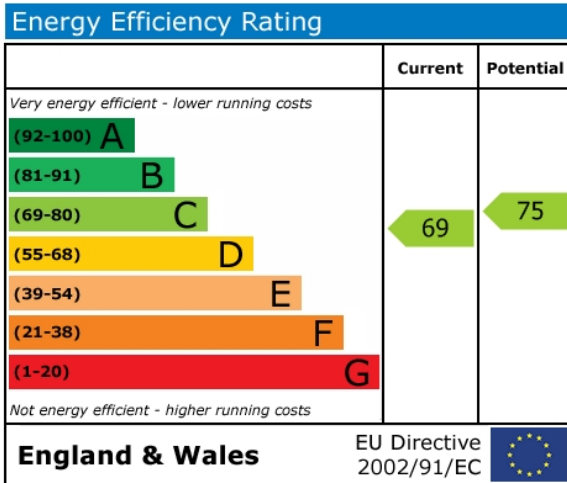 Energy Efficiency Rating
Current Potential
Very energy efficient - lower running costs
(92-100) A
(81-91) B
(69-80) C
(55-68) D
(39-54) E
(21-38) F
(1-20) G
69
75
Not energy efficient - higher running costs
England & Wales
EU Directive
2002/91/EC